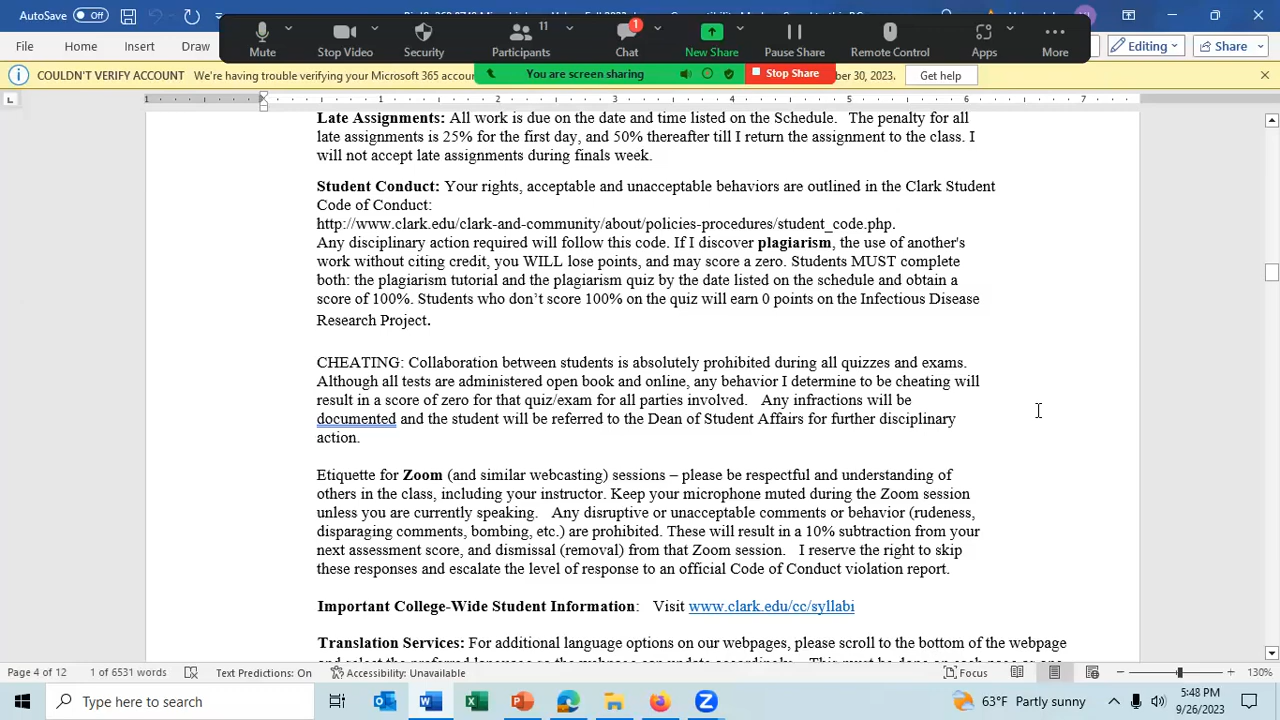 AutoSave Off
File Home Insert Draw
Mute
Stop Video
Security
11
Participants
1
Chat
New Share
Pause Share
Remote Control
Apps
More
Editing
Share
COULDN'T VERIFY ACCOUNT We're having trouble verifying your Microsoft 365 accou
ber 30, 2023. Get help
You are screen sharing
Stop Share
1 1 2 3 4 5 6 7
Late Assignments: All work is due on the date and time listed on the Schedule. The penalty for all
late assignments is 25% for the first day, and 50% thereafter till I return the assignment to the class. I
will not accept late assignments during finals week.
Student Conduct: Your rights, acceptable and unacceptable behaviors are outlined in the Clark Student
Code of Conduct:
http://www.clark.edu/clark-and-community/about/policies-procedures/student_code.php.
Any disciplinary action required will follow this code. If I discover plagiarism, the use of another's
work without citing credit, you WILL lose points, and may score a zero. Students MUST complete
both: the plagiarism tutorial and the plagiarism quiz by the date listed on the schedule and obtain a
score of 100%. Students who don’t score 100% on the quiz will earn 0 points on the Infectious Disease
Research Project.
CHEATING: Collaboration between students is absolutely prohibited during all quizzes and exams.
Although all tests are administered open book and online, any behavior I determine to be cheating will
result in a score of zero for that quiz/exam for all parties involved. Any infractions will be
documented and the student will be referred to the Dean of Student Affairs for further disciplinary
action.
Etiquette for Zoom (and similar webcasting) sessions – please be respectful and understanding of
others in the class, including your instructor. Keep your microphone muted during the Zoom session
unless you are currently speaking. Any disruptive or unacceptable comments or behavior (rudeness,
disparaging comments, bombing, etc.) are prohibited. These will result in a 10% subtraction from your
next assessment score, and dismissal (removal) from that Zoom session. I reserve the right to skip
these responses and escalate the level of response to an official Code of Conduct violation report.
Important College-Wide Student Information: Visit www.clark.edu/cc/syllabi
Translation Services: For additional language options on our webpages, please scroll to the bottom of the webpage
Page 4 of 12 1 of 6531 words Text Predictions: On Accessibility: Unavailable Focus 130%
Type here to search
63°F Partly sunny
5:48 PM
9/26/2023